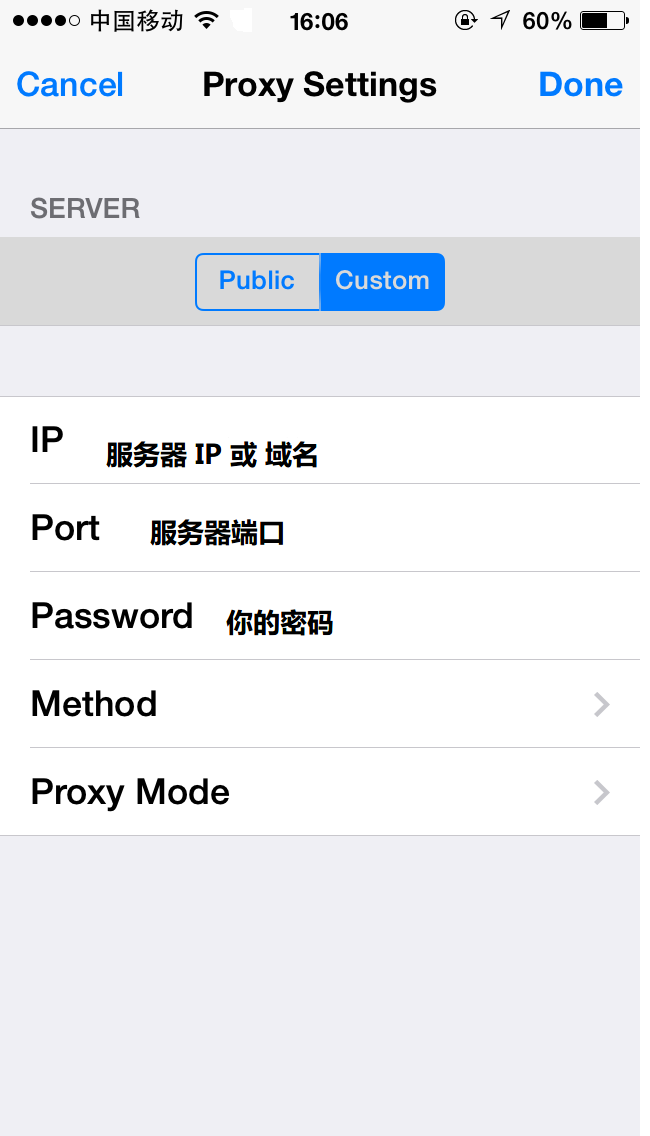 中国移动 16:06 60%
Cancel Proxy Settings Done
SERVER
Public Custom
IP 服务器 IP 或 域名
Port 服务器端口
Password 你的密码
Method
Proxy Mode